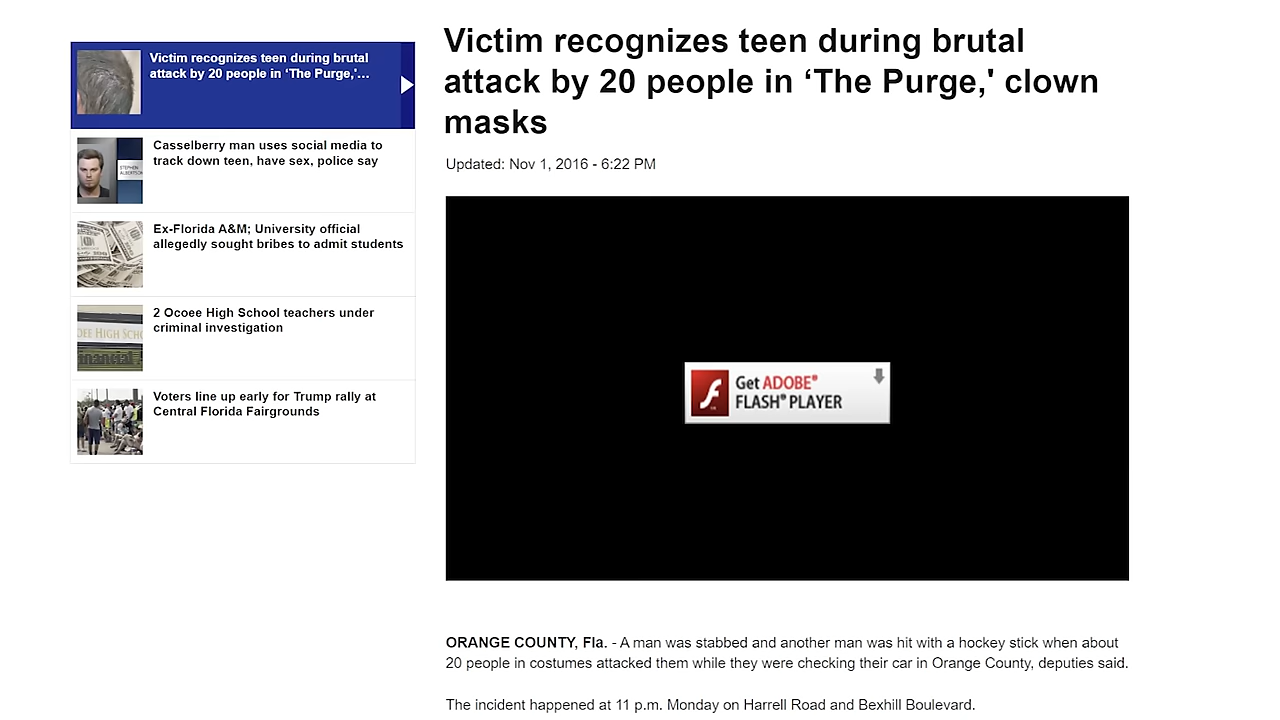 Victim recognizes teen during brutal
attack by 20 people in ‘The Purge,'...
Casselberry man uses social media to
track down teen, have sex, police say
STEPHEN
Ex-Florida A&M; University official
allegedly sought bribes to admit students
2 Ocoee High School teachers under
criminal investigation
Voters line up early for Trump rally at
Central Florida Fairgrounds
Victim recognizes teen during brutal
attack by 20 people in ‘The Purge,' clown
masks
Updated: Nov 1, 2016 - 6:22 PM
Get ADOBE®
FLASH® PLAYER
ORANGE COUNTY, Fla. - A man was stabbed and another man was hit with a hockey stick when about
20 people in costumes attacked them while they were checking their car in Orange County, deputies said.
The incident happened at 11 p.m. Monday on Harrell Road and Bexhill Boulevard.